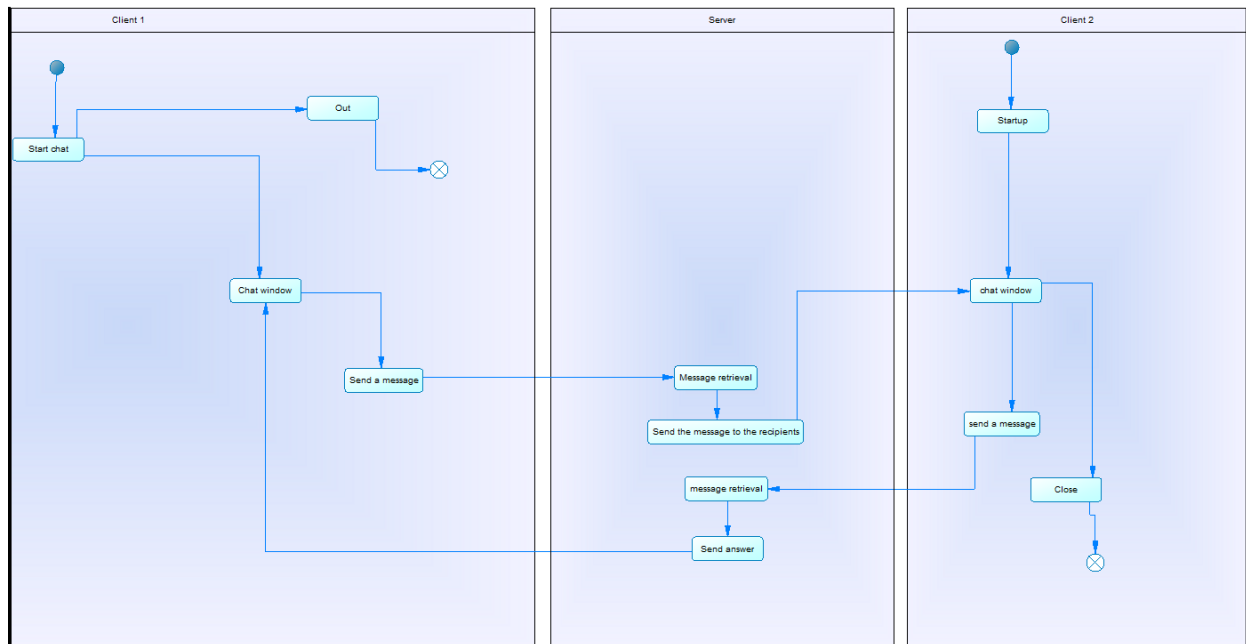 Client 1
Server
Client 2
Out
Startup
Start chat
Chat window
chat window
Send a message
Message retrieval
Send the message to the recipients
send a message
message retrieval
Close
Send answer